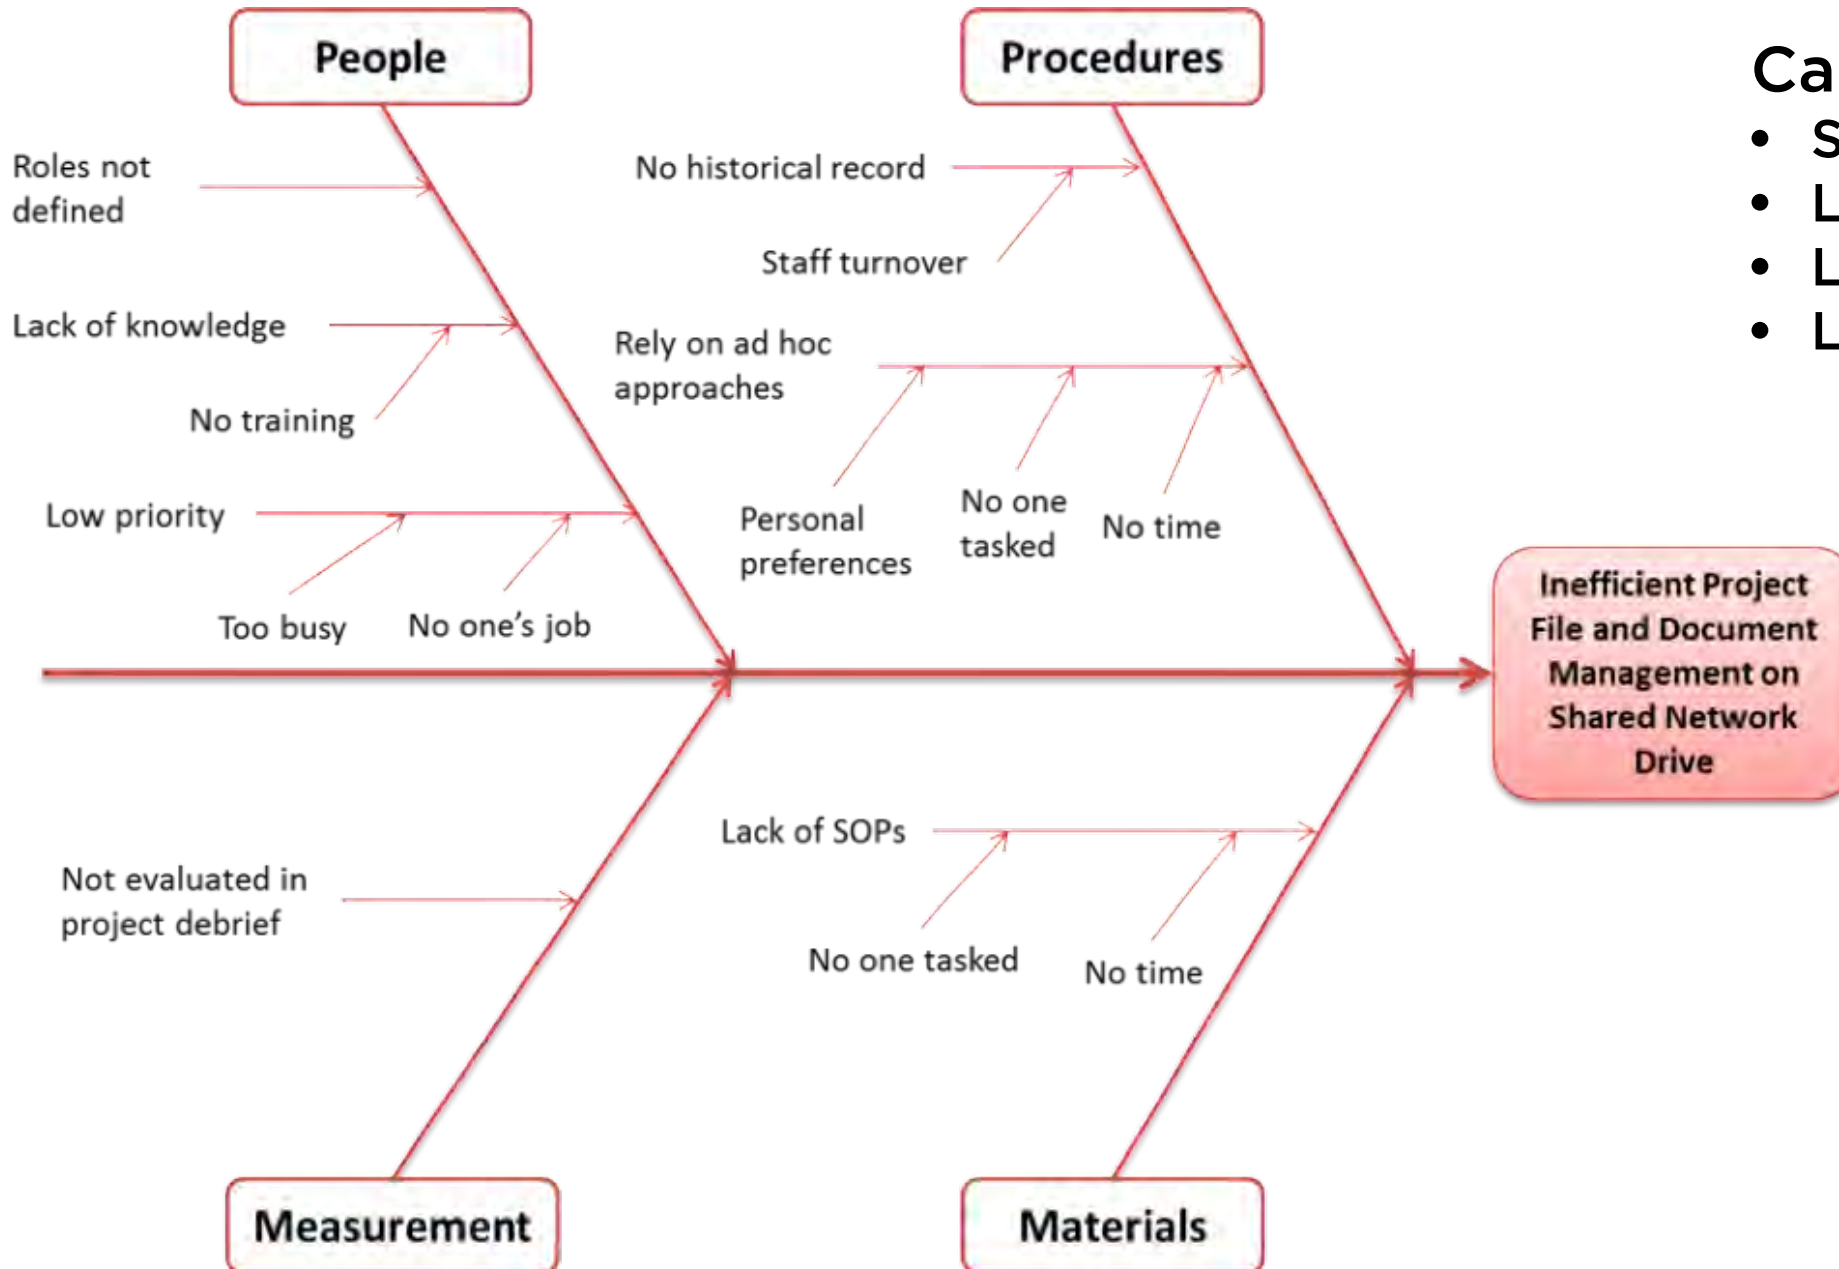 People
Procedures
Roles not
defined
No historical record
Staff turnover
Lack of knowledge
Rely on ad hoc
approaches
No training
Low priority
Personal
preferences
No one
tasked
No time
Too busy
No one's job
Inefficient Project
File and Document
Management on
Shared Network
Drive
Lack of SOPs
Not evaluated in
project debrief
No one tasked
No time
Measurement
Materials